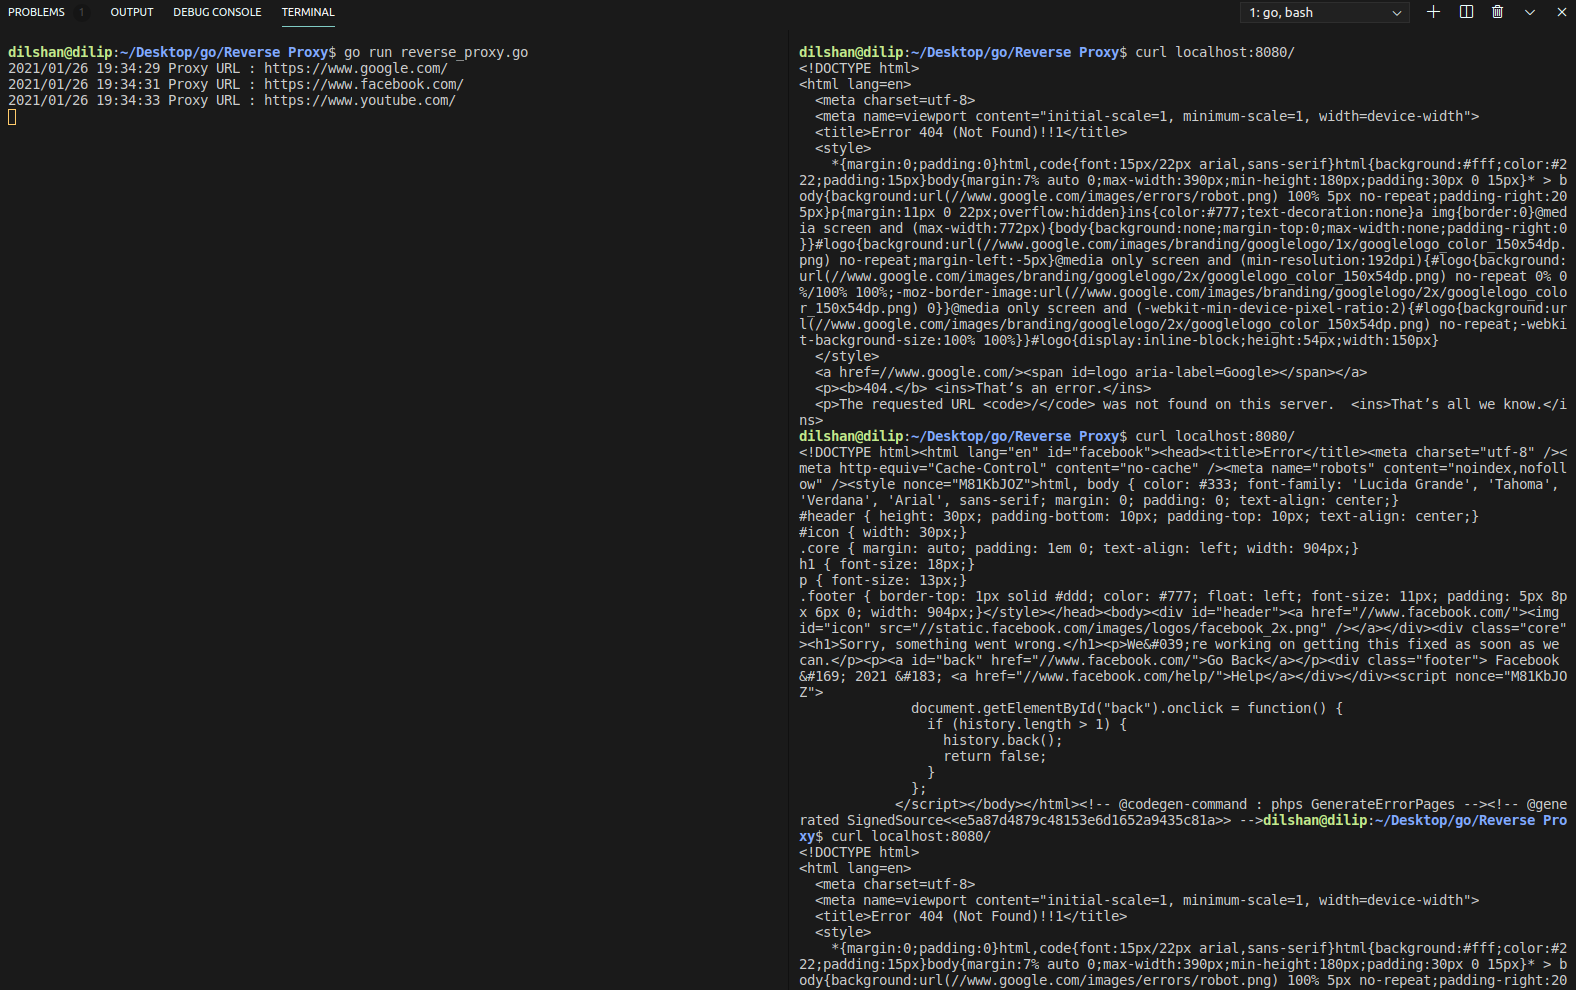 PROBLEMS 1 OUTPUT DEBUG CONSOLE TERMINAL 1: go, bash
dilshan@dilip:~/Desktop/go/Reverse Proxy$ go run reverse_proxy.go
2021/01/26 19:34:29 Proxy URL : https://www.google.com/
2021/01/26 19:34:31 Proxy URL : https://www.facebook.com/
2021/01/26 19:34:33 Proxy URL : https://www.youtube.com/
dilshan@dilip:~/Desktop/go/Reverse Proxy$ curl localhost:8080/
<!DOCTYPE html>
<html lang=en>
  <meta charset=utf-8>
  <meta name=viewport content="initial-scale=1, minimum-scale=1, width=device-width">
  <title>Error 404 (Not Found)!!1</title>
  <style>
    *{margin:0;padding:0}html,code{font:15px/22px arial,sans-serif}html{background:#fff;color:#2
22;padding:15px}body{margin:7% auto 0;max-width:390px;min-height:180px;padding:30px 0 15px}* > b
ody{background:url(//www.google.com/images/errors/robot.png) 100% 5px no-repeat;padding-right:20
5px}p{margin:11px 0 22px;overflow:hidden}ins{color:#777;text-decoration:none}a img{border:0}@med
ia screen and (max-width:772px){body{background:none;margin-top:0;max-width:none;padding-right:0
}}#logo{background:url(//www.google.com/images/branding/googlelogo/1x/googlelogo_color_150x54dp.
png) no-repeat;margin-left:-5px}@media only screen and (min-resolution:192dpi){#logo{background:
url(//www.google.com/images/branding/googlelogo/2x/googlelogo_color_150x54dp.png) no-repeat 0% 0
%/100% 100%;-moz-border-image:url(//www.google.com/images/branding/googlelogo/2x/googlelogo_colo
r_150x54dp.png) 0}}@media only screen and (-webkit-min-device-pixel-ratio:2){#logo{background:ur
l(//www.google.com/images/branding/googlelogo/2x/googlelogo_color_150x54dp.png) no-repeat;-webki
t-background-size:100% 100%}}#logo{display:inline-block;height:54px;width:150px}
  </style>
  <a href=//www.google.com/><span id=logo aria-label=Google></span></a>
  <p><b>404.</b> <ins>That’s an error.</ins>
  <p>The requested URL <code>/</code> was not found on this server.  <ins>That’s all we know.</i
ns>
dilshan@dilip:~/Desktop/go/Reverse Proxy$ curl localhost:8080/
<!DOCTYPE html><html lang="en" id="facebook"><head><title>Error</title><meta charset="utf-8" /><
meta http-equiv="Cache-Control" content="no-cache" /><meta name="robots" content="noindex,nofoll
ow" /><style nonce="M81KbJOZ">html, body { color: #333; font-family: 'Lucida Grande', 'Tahoma',
'Verdana', 'Arial', sans-serif; margin: 0; padding: 0; text-align: center;}
#header { height: 30px; padding-bottom: 10px; padding-top: 10px; text-align: center;}
#icon { width: 30px;}
.core { margin: auto; padding: 1em 0; text-align: left; width: 904px;}
h1 { font-size: 18px;}
p { font-size: 13px;}
.footer { border-top: 1px solid #ddd; color: #777; float: left; font-size: 11px; padding: 5px 8p
x 6px 0; width: 904px;}</style></head><body><div id="header"><a href="//www.facebook.com/"><img
id="icon" src="//static.facebook.com/images/logos/facebook_2x.png" /></a></div><div class="core"
><h1>Sorry, something went wrong.</h1><p>We&#039;re working on getting this fixed as soon as we
can.</p><p><a id="back" href="//www.facebook.com/">Go Back</a></p><div class="footer"> Facebook
&#169; 2021 &#183; <a href="//www.facebook.com/help/">Help</a></div></div><script nonce="M81KbJO
Z">
              document.getElementById("back").onclick = function() {
                if (history.length > 1) {
                  history.back();
                  return false;
                }
              };
            </script></body></html><!-- @codegen-command : phps GenerateErrorPages --><!-- @gene
rated SignedSource<<e5a87d4879c48153e6d1652a9435c81a>> -->dilshan@dilip:~/Desktop/go/Reverse Pro
xy$ curl localhost:8080/
<!DOCTYPE html>
<html lang=en>
  <meta charset=utf-8>
  <meta name=viewport content="initial-scale=1, minimum-scale=1, width=device-width">
  <title>Error 404 (Not Found)!!1</title>
  <style>
    *{margin:0;padding:0}html,code{font:15px/22px arial,sans-serif}html{background:#fff;color:#2
22;padding:15px}body{margin:7% auto 0;max-width:390px;min-height:180px;padding:30px 0 15px}* > b
ody{background:url(//www.google.com/images/errors/robot.png) 100% 5px no-repeat;padding-right:20